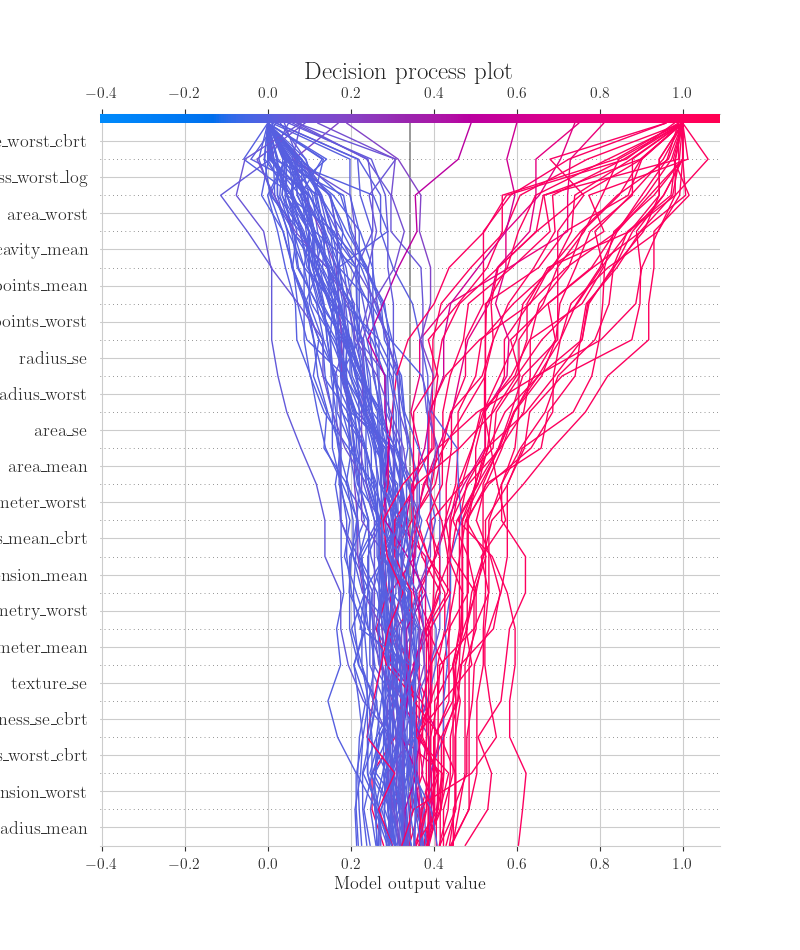 Decision process plot
−0.4 −0.2 0.0 0.2 0.4 0.6 0.8 1.0
e_worst_cbrt
ss_worst_log
area_worst
cavity_mean
points_mean
points_worst
radius_se
adius_worst
area_se
area_mean
meter_worst
s_mean_cbrt
nsion_mean
metry_worst
meter_mean
texture_se
ness_se_cbrt
s_worst_cbrt
nsion_worst
adius_mean
−0.4 −0.2 0.0 0.2 0.4 0.6 0.8 1.0
Model output value